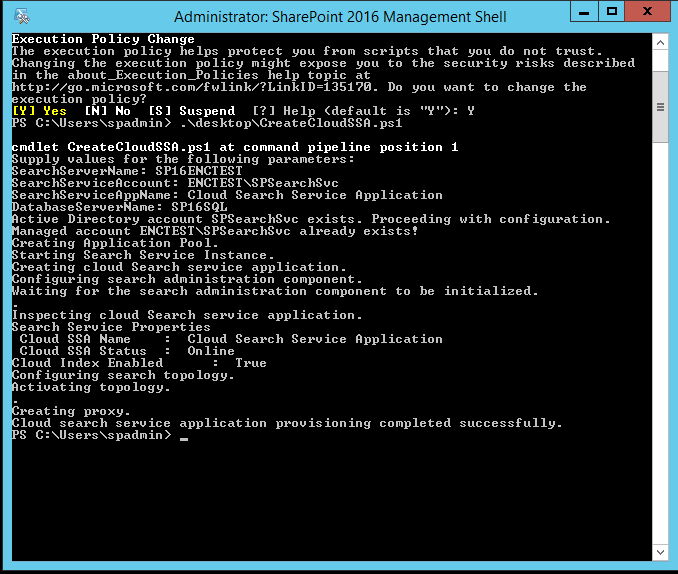 Administrator: SharePoint 2016 Management Shell
Execution Policy Change
The execution policy helps protect you from scripts that you do not trust.
Changing the execution policy might expose you to the security risks described
in the about_Execution_Policies help topic at
http://go.microsoft.com/fwlink/?LinkID=135170. Do you want to change the
execution policy?
[Y] Yes  [N] No  [S] Suspend  [?] Help (default is "Y"): Y
PS C:\Users\spadmin> .\desktop\CreateCloudSSA.ps1
cmdlet CreateCloudSSA.ps1 at command pipeline position 1
Supply values for the following parameters:
SearchServerName: SP16ENCTEST
SearchServiceAccount: ENCTEST\SPSearchSvc
SearchServiceAppName: Cloud Search Service Application
DatabaseServerName: SP16SQL
Active Directory account SPSearchSvc exists. Proceeding with configuration.
Managed account ENCTEST\SPSearchSvc already exists!
Creating Application Pool.
Starting Search Service Instance.
Creating cloud Search service application.
Configuring search administration component.
Waiting for the search administration component to be initialized.
.
Inspecting cloud Search service application.
Search Service Properties
Cloud SSA Name    :  Cloud Search Service Application
Cloud SSA Status  :  Online
Cloud Index Enabled      :  True
Configuring search topology.
Activating topology.
.
Creating proxy.
Cloud search service application provisioning completed successfully.
PS C:\Users\spadmin> _